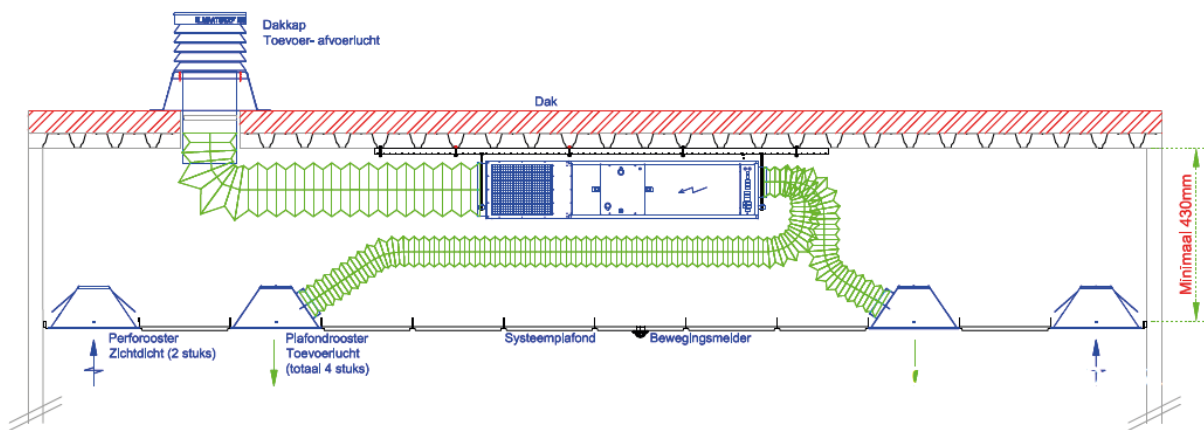 Dakkap
Toevoer- afvoerlucht
Dak
Minimaal 430mm
Perforooster
Zichtdicht (2 stuks)
Plafondrooster
Toevoerlucht
(totaal 4 stuks)
Systeemplafond
Bewegingsmelder